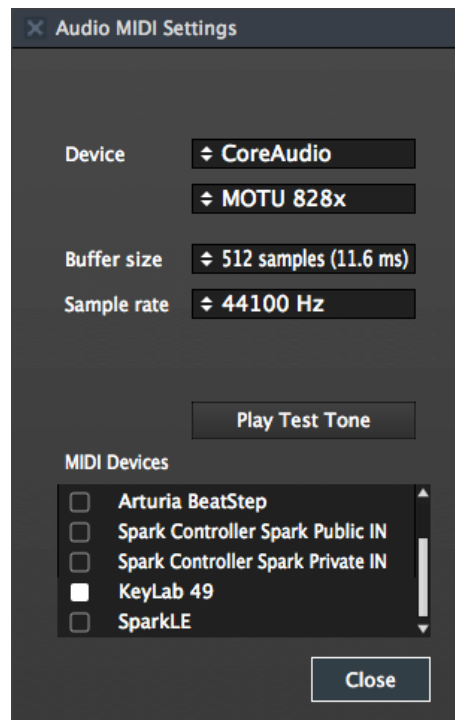 Audio MIDI Settings
Device
CoreAudio
MOTU 828x
Buffer size
512 samples (11.6 ms)
Sample rate
44100 Hz
Play Test Tone
MIDI Devices
Arturia BeatStep
Spark Controller Spark Public IN
Spark Controller Spark Private IN
KeyLab 49
SparkLE
Close